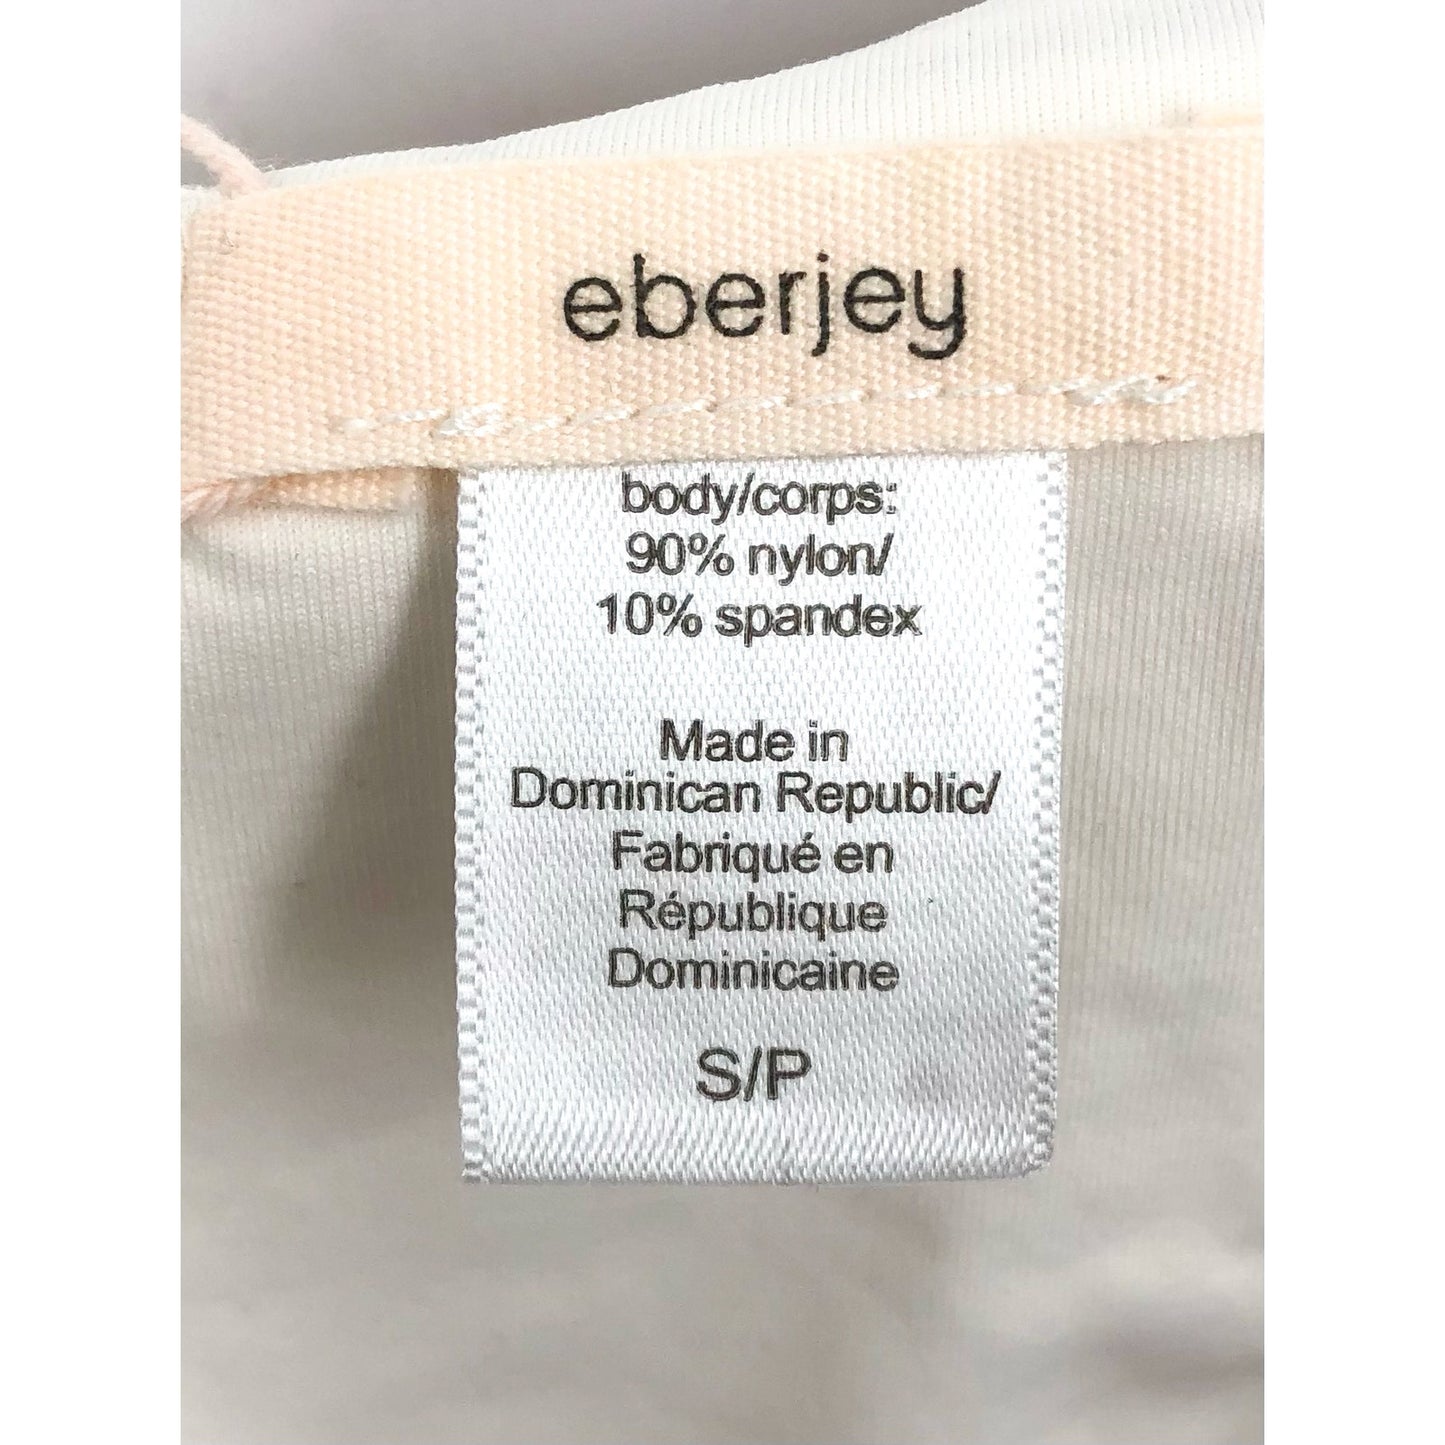 eberjey
body/corps:
90% nylon/
10% spandex
Made in
Dominican Republic/
Fabriqué en
République
Dominicaine
S/P